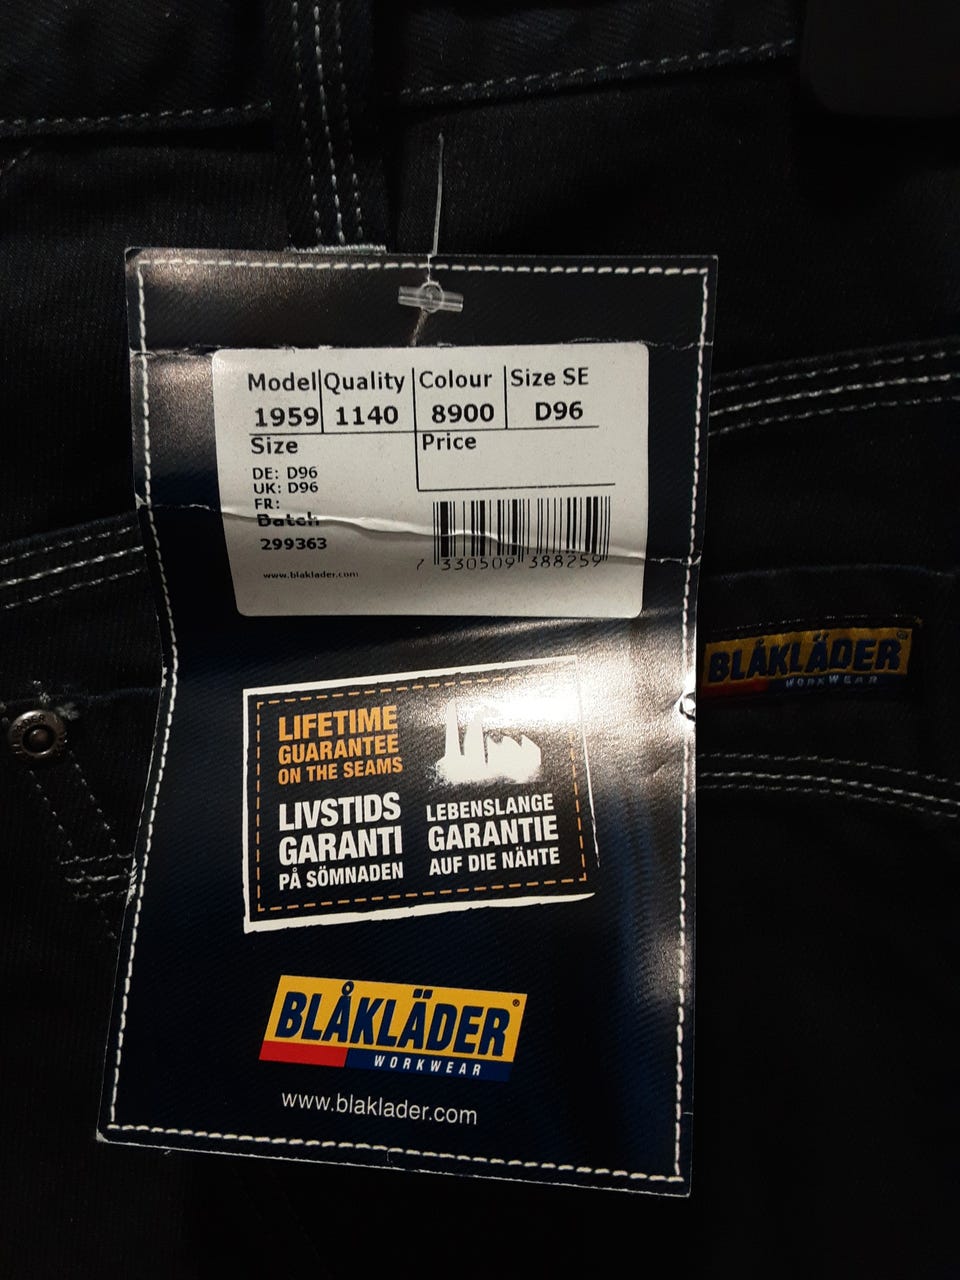 Model Quality Colour Size SE
1959 1140 8900 D96
Size Price
DE: D96
UK: D96
FR:
Batch
299363
7 330509 388259
www.blaklader.com
BLÅKLÄDER
WORKWEAR
LIFETIME
GUARANTEE
ON THE SEAMS
LIVSTIDS
GARANTI
PÅ SÖMNADEN
LEBENSLANGE
GARANTIE
AUF DIE NÄHTE
BLÅKLÄDER®
WORKWEAR
www.blaklader.com